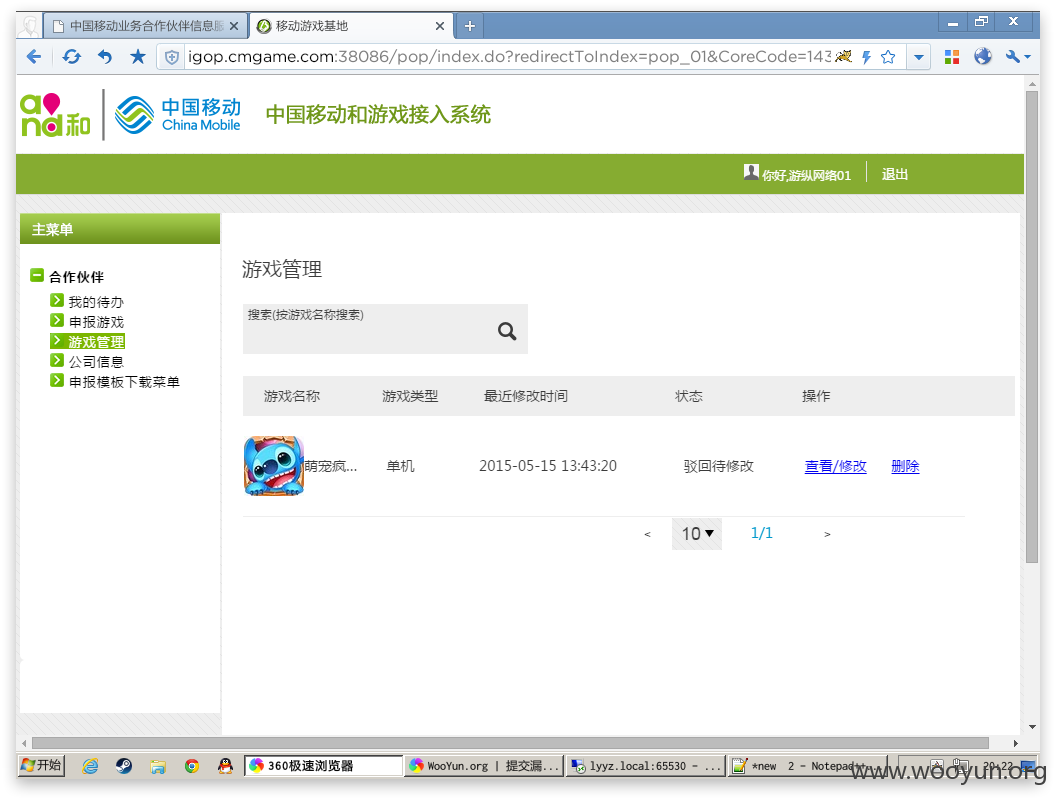 中国移动业务合作伙伴信息服
移动游戏基地
igop.cmgame.com:38086/pop/index.do?redirectToIndex=pop_01&CoreCode=143
and和
中国移动
China Mobile
中国移动和游戏接入系统
你好,游纵网络01
退出
主菜单
合作伙伴
我的待办
申报游戏
游戏管理
公司信息
申报模板下载菜单
游戏管理
搜索(按游戏名称搜索)
游戏名称 游戏类型 最近修改时间 状态 操作
萌宠疯... 单机 2015-05-15 13:43:20 驳回待修改 查看/修改 删除
< 10 1/1 >
开始
360极速浏览器
WooYun.org | 提交漏...
lyyz.local:65530 - ...
*new 2 - Notepad++
20:22
www.wooyun.org